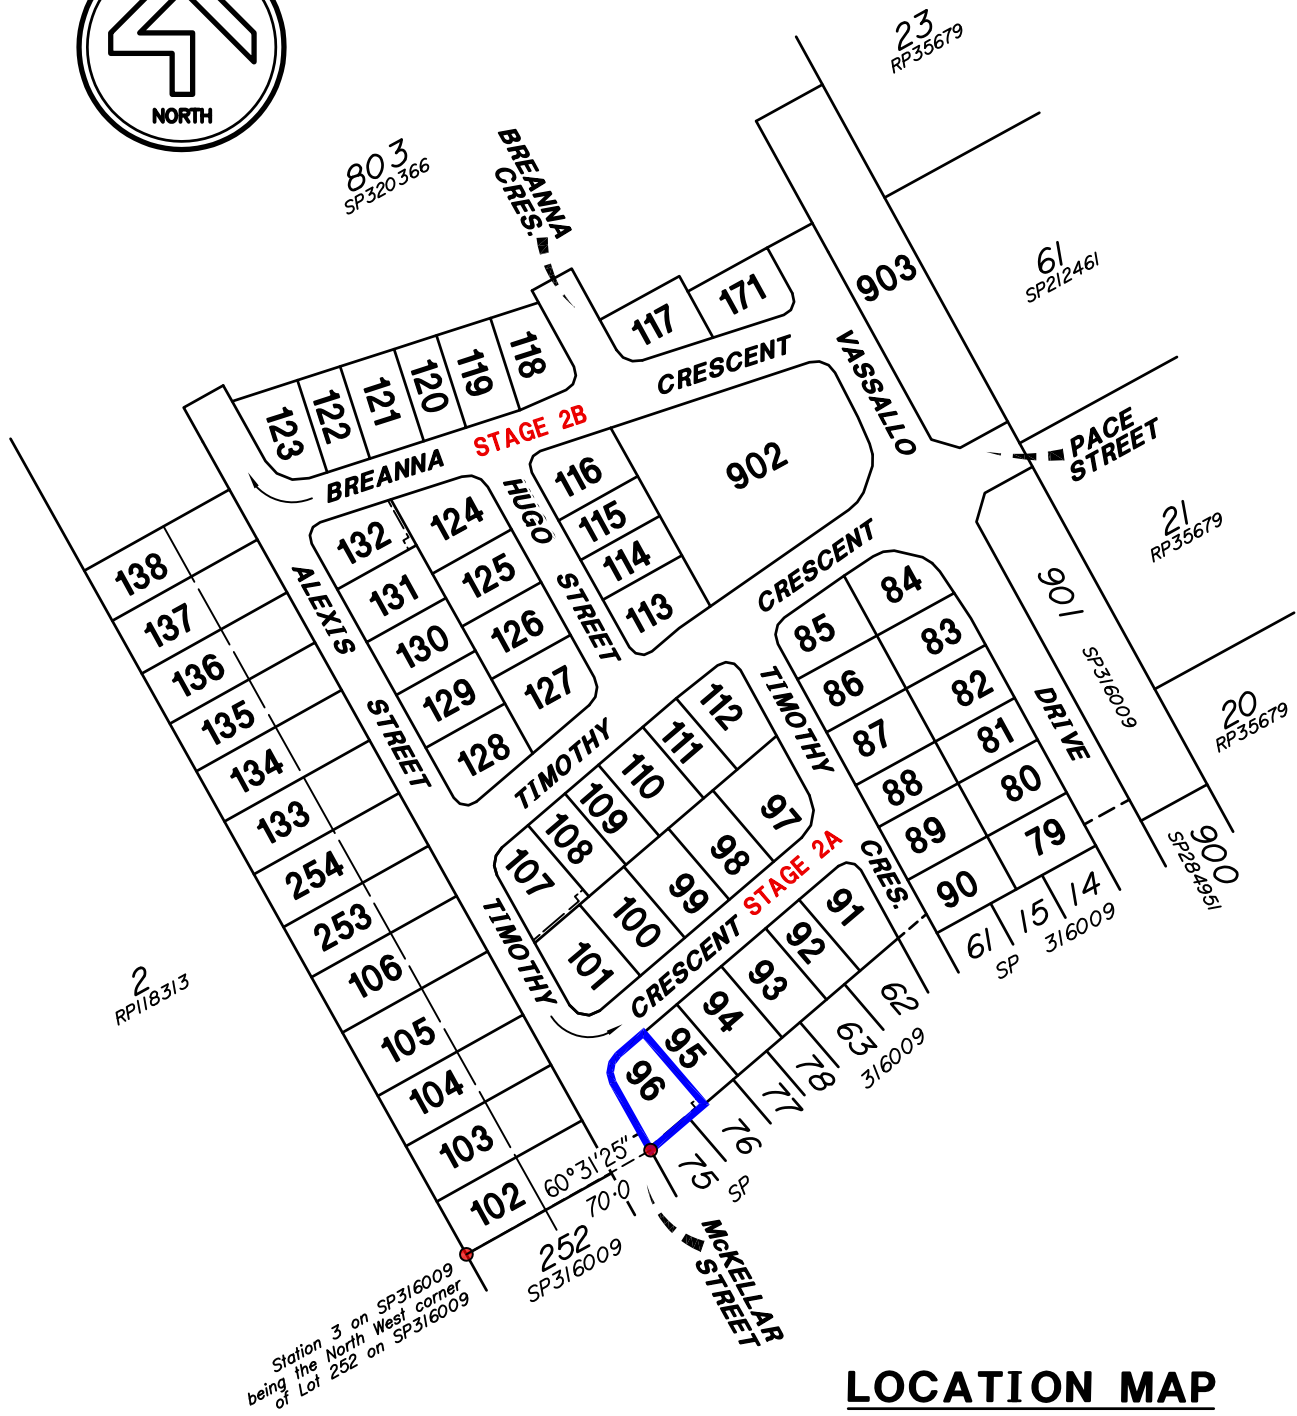 NORTH
23
RP35679
803
SP320366
BREANNA
CRES.
903
61
SP212461
117
171
CRESCENT
VASSALLO
118
119
120
121
122
123
STAGE 2B
BREANNA
HUGO
STREET
902
PACE
STREET
116
115
114
113
21
RP35679
132
124
131
125
130
126
129
127
128
ALEXIS
STREET
138
137
136
135
134
133
254
253
106
105
104
103
102
CRESCENT
TIMOTHY
84
85
83
86
82
87
81
88
80
89
79
90
901
SP316009
DRIVE
20
RP35679
900
SP284951
TIMOTHY
CRES.
112
111
110
109
108
107
97
98
99
100
101
STAGE 2A
CRESCENT
TIMOTHY
91
92
93
94
95
96
61
15
14
SP
316009
62
63
78
77
76
75
SP
316009
2
RP118313
60°31'25"
70·0
252
SP316009
McKELLAR
STREET
Station 3 on SP316009
being the North West corner
of Lot 252 on SP316009
LOCATION MAP